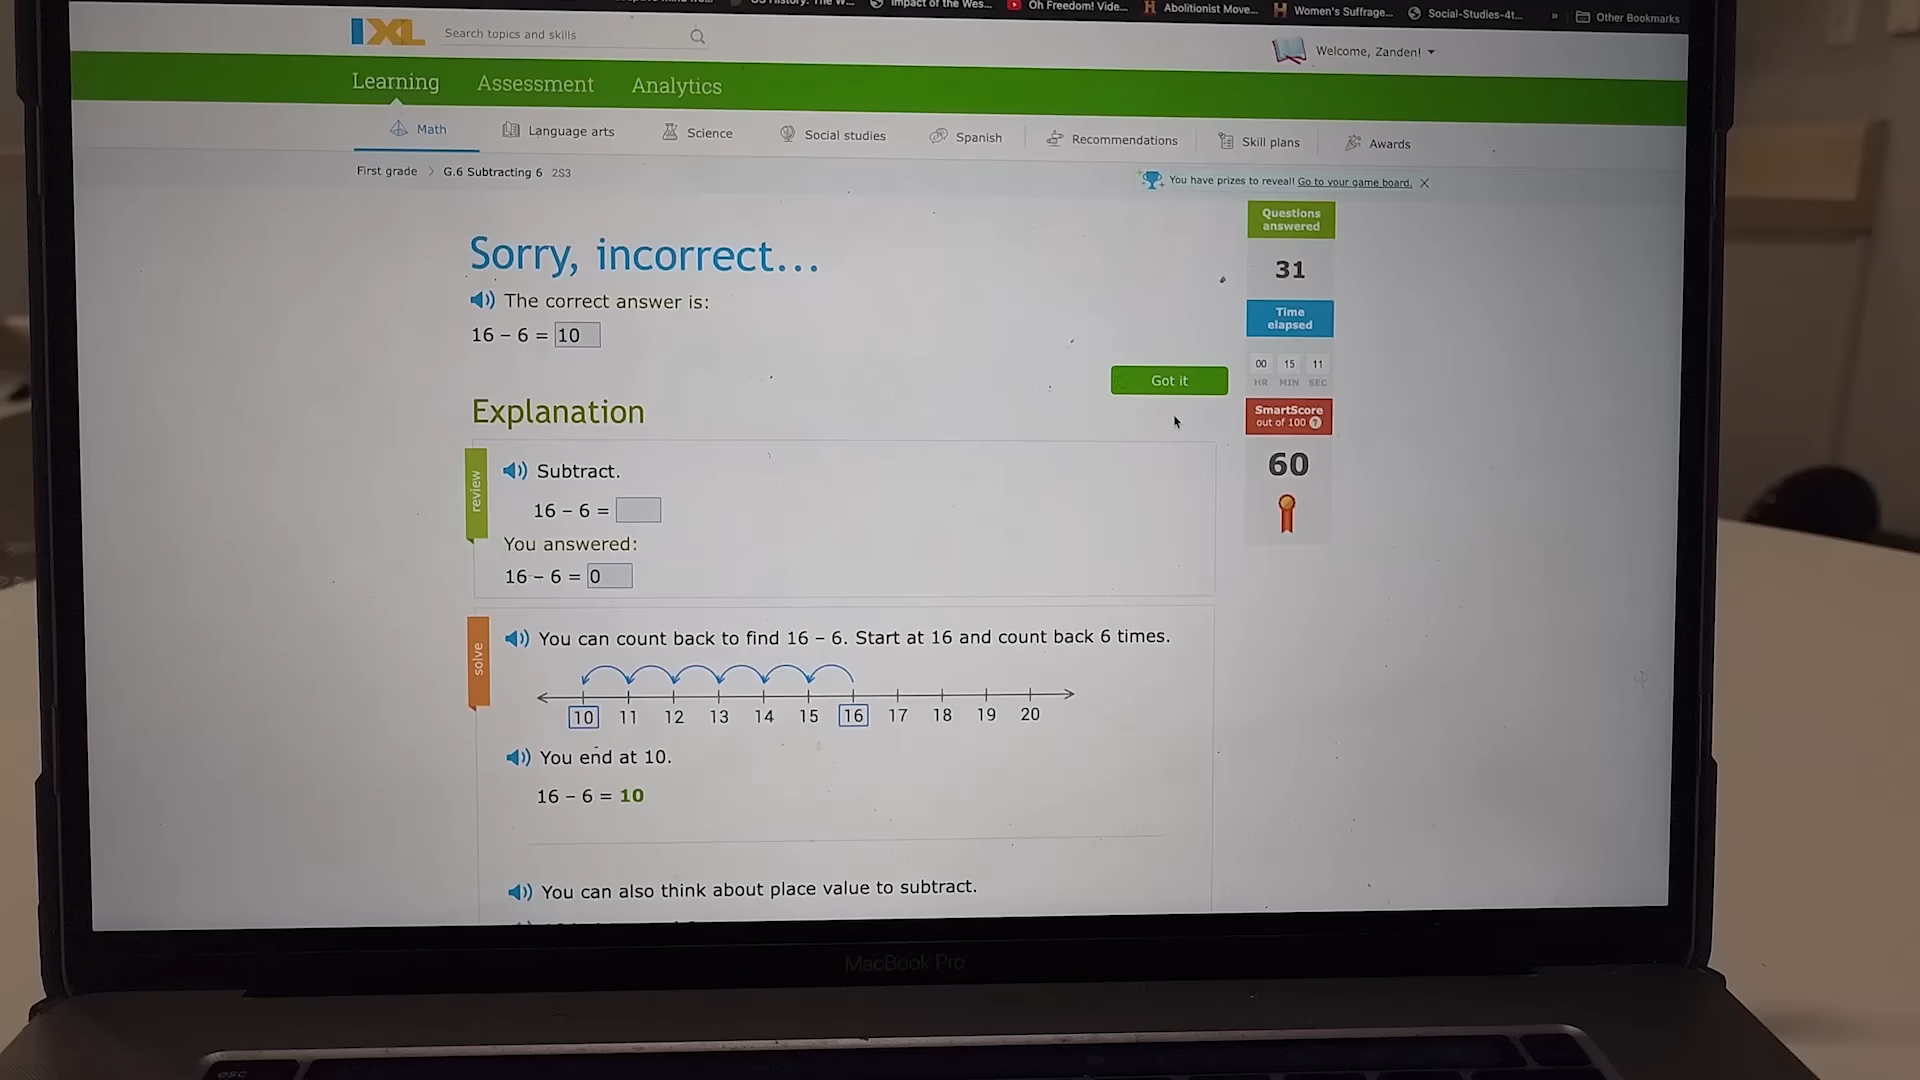 Impact of the Wes...
Oh Freedom! Vide...
Abolitionist Move...
Women's Suffrage...
Social-Studies-4t...
»
Other Bookmarks
IXL
Search topics and skills
Welcome, Zanden!
Learning
Assessment
Analytics
Math
Language arts
Science
Social studies
Spanish
Recommendations
Skill plans
Awards
First grade > G.6 Subtracting 6 2S3
You have prizes to reveal! Go to your game board. X
Sorry, incorrect...
The correct answer is:
16 – 6 = 10
Got it
Questions
answered
31
Time
elapsed
00 15 11
HR MIN SEC
SmartScore
out of 100 ?
60
Explanation
review
Subtract.
16 – 6 =
You answered:
16 – 6 = 0
solve
You can count back to find 16 – 6. Start at 16 and count back 6 times.
10 11 12 13 14 15 16 17 18 19 20
You end at 10.
16 – 6 = 10
You can also think about place value to subtract.
MacBook Pro
esc